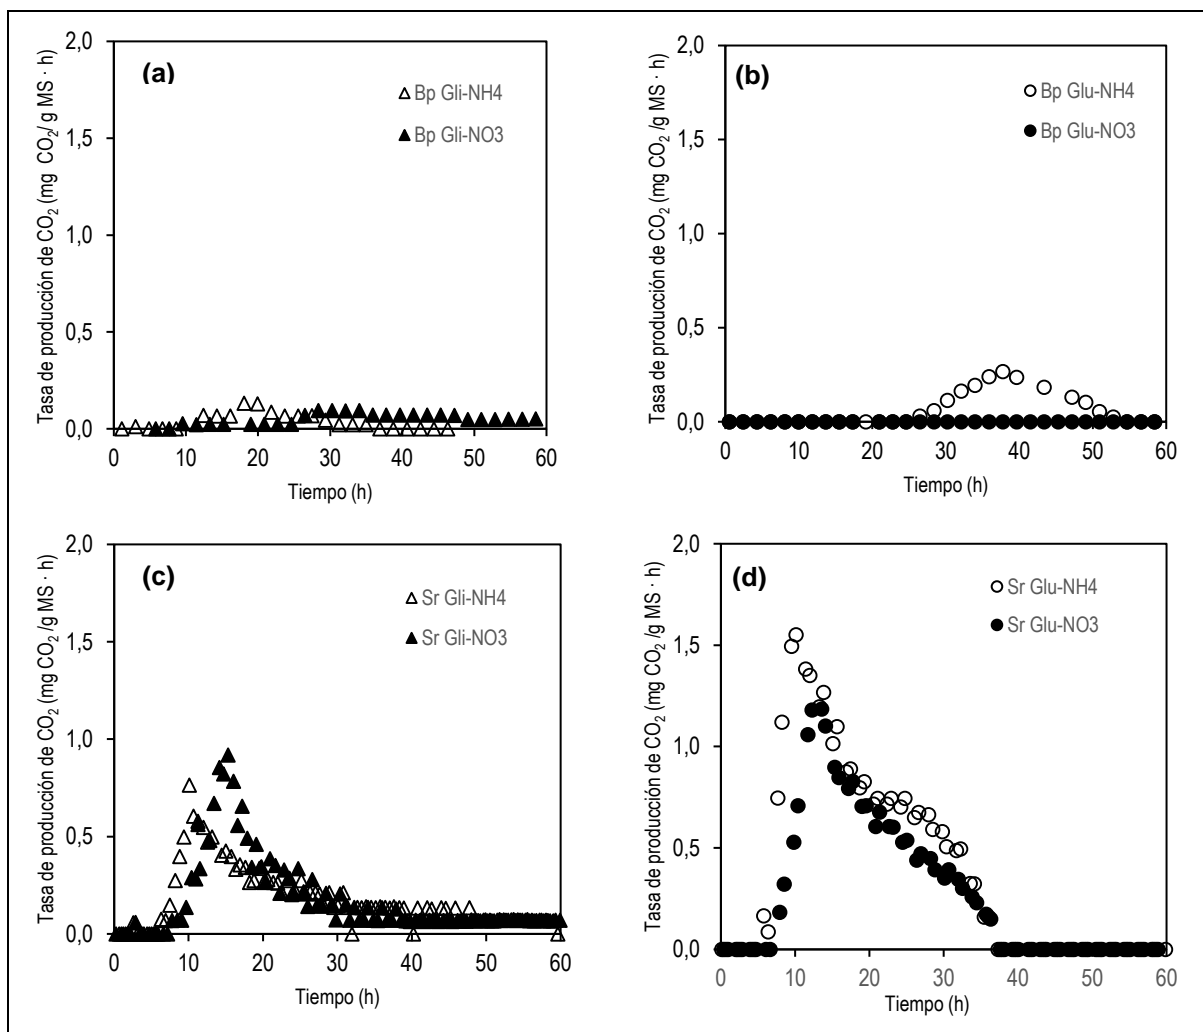 (a)
Bp Gli-NH4
Bp Gli-NO3
Tasa de producción de CO2 (mg CO2/ g MS · h)
2,0
1,5
1,0
0,5
0,0
0 10 20 30 40 50 60
Tiempo (h)
(b)
Bp Glu-NH4
Bp Glu-NO3
Tasa de producción de CO2 (mg CO2 /g MS · h)
2,0
1,5
1,0
0,5
0,0
0 10 20 30 40 50 60
Tiempo (h)
(c)
Sr Gli-NH4
Sr Gli-NO3
Tasa de producción de CO2 (mg CO2 /g MS · h)
2,0
1,5
1,0
0,5
0,0
0 10 20 30 40 50 60
Tiempo (h)
(d)
Sr Glu-NH4
Sr Glu-NO3
Tasa de producción de CO2 (mg CO2 /g MS · h)
2,0
1,5
1,0
0,5
0,0
0 10 20 30 40 50 60
Tiempo (h)